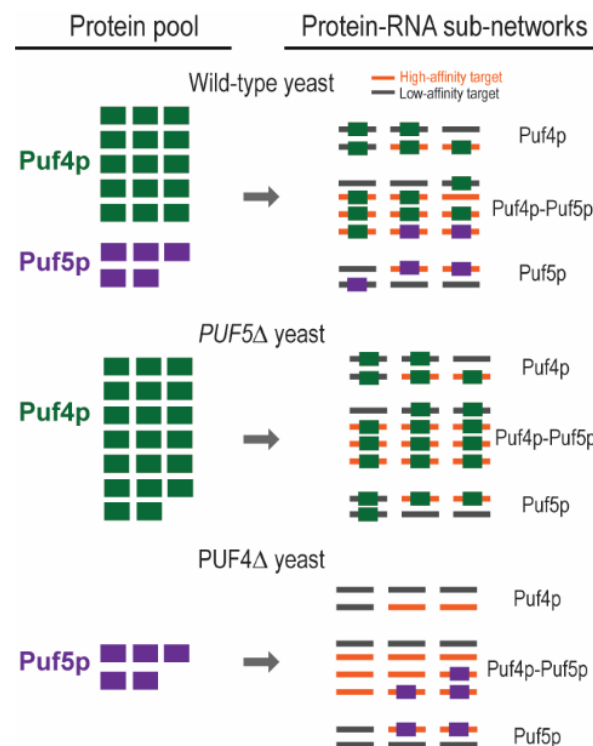 Protein pool
Protein-RNA sub-networks
Wild-type yeast
High-affinity target
Low-affinity target
Puf4p
Puf4p
Puf4p-Puf5p
Puf5p
Puf5p
PUF5Δ yeast
Puf4p
Puf4p
Puf4p-Puf5p
Puf5p
PUF4Δ yeast
Puf4p
Puf5p
Puf4p-Puf5p
Puf5p